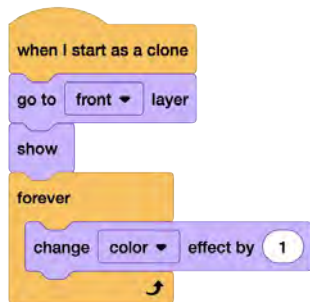 when I start as a clone
go to front layer
show
forever
change color effect by 1